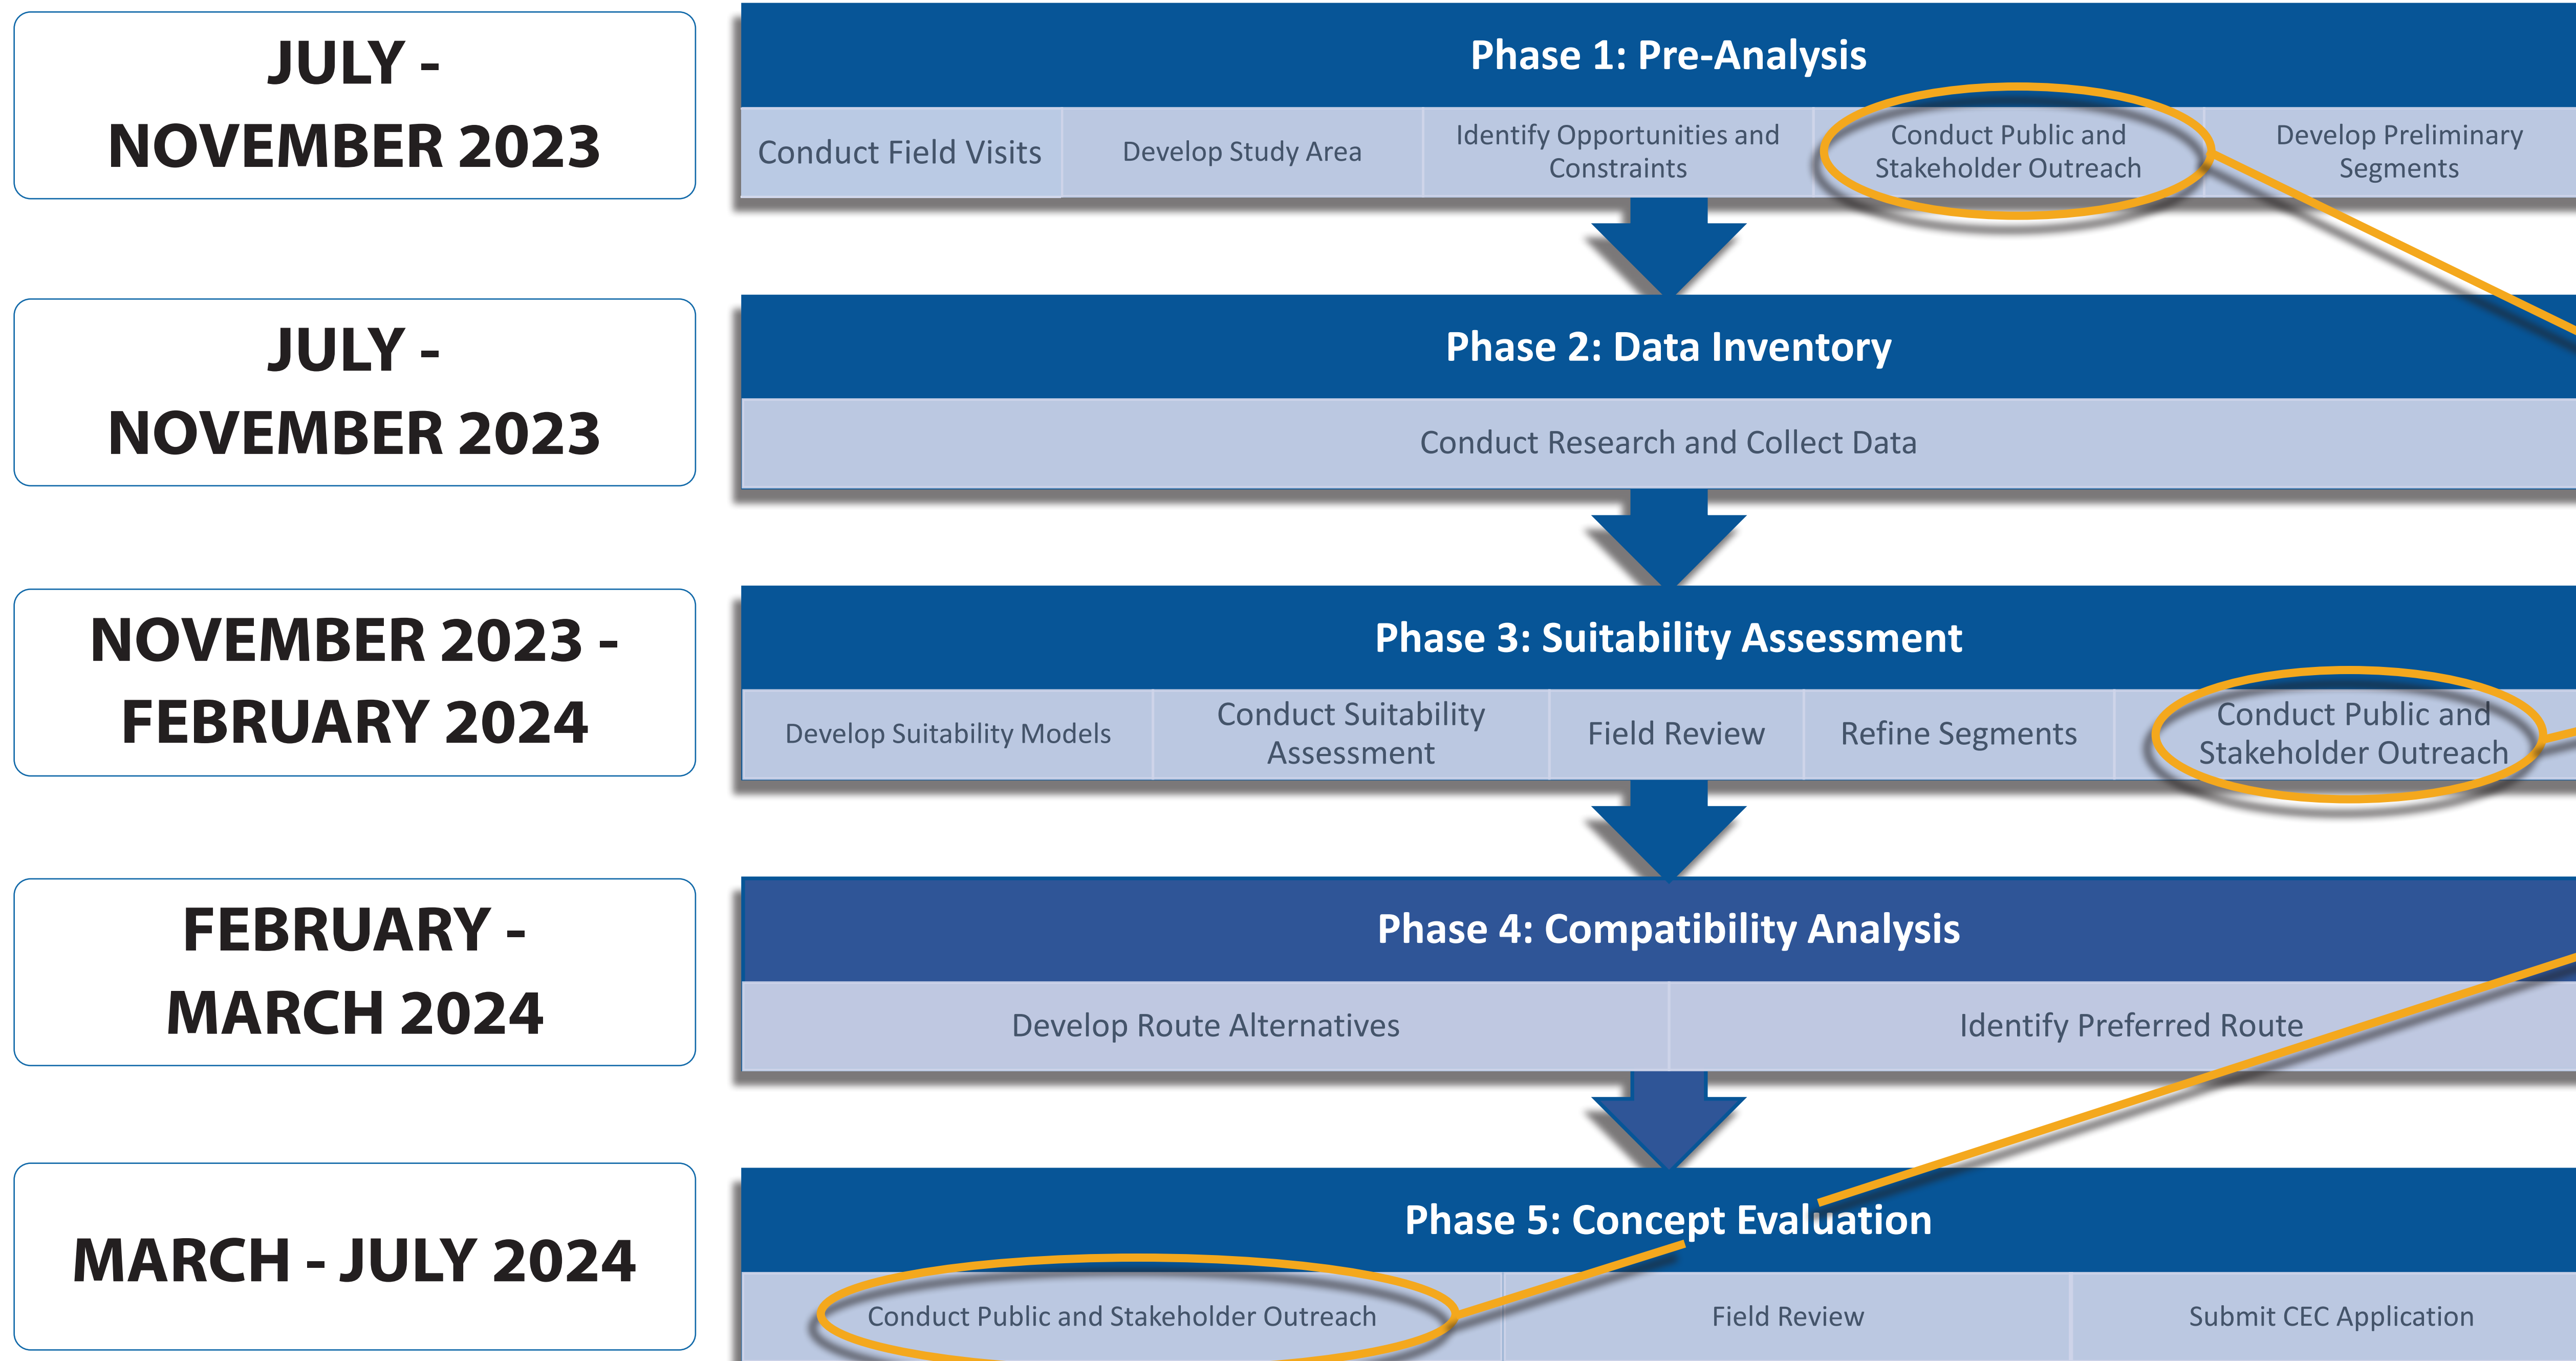 JULY -
NOVEMBER 2023
Phase 1: Pre-Analysis
Conduct Field Visits
Develop Study Area
Identify Opportunities and
Constraints
Conduct Public and
Stakeholder Outreach
Develop Preliminary
Segments
JULY -
NOVEMBER 2023
Phase 2: Data Inventory
Conduct Research and Collect Data
NOVEMBER 2023 -
FEBRUARY 2024
Phase 3: Suitability Assessment
Develop Suitability Models
Conduct Suitability
Assessment
Field Review
Refine Segments
Conduct Public and
Stakeholder Outreach
FEBRUARY -
MARCH 2024
Phase 4: Compatibility Analysis
Develop Route Alternatives
Identify Preferred Route
MARCH - JULY 2024
Phase 5: Concept Evaluation
Conduct Public and Stakeholder Outreach
Field Review
Submit CEC Application